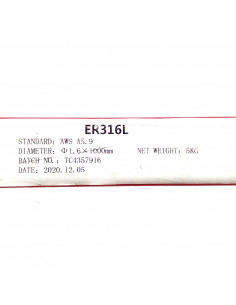 ER316L
STANDARD: AWS A5.9
DIAMETER: Φ1.6×1000mm NET WEIGHT: 5KG
BATCH NO.: TC4357916
DATE: 2020.12.05